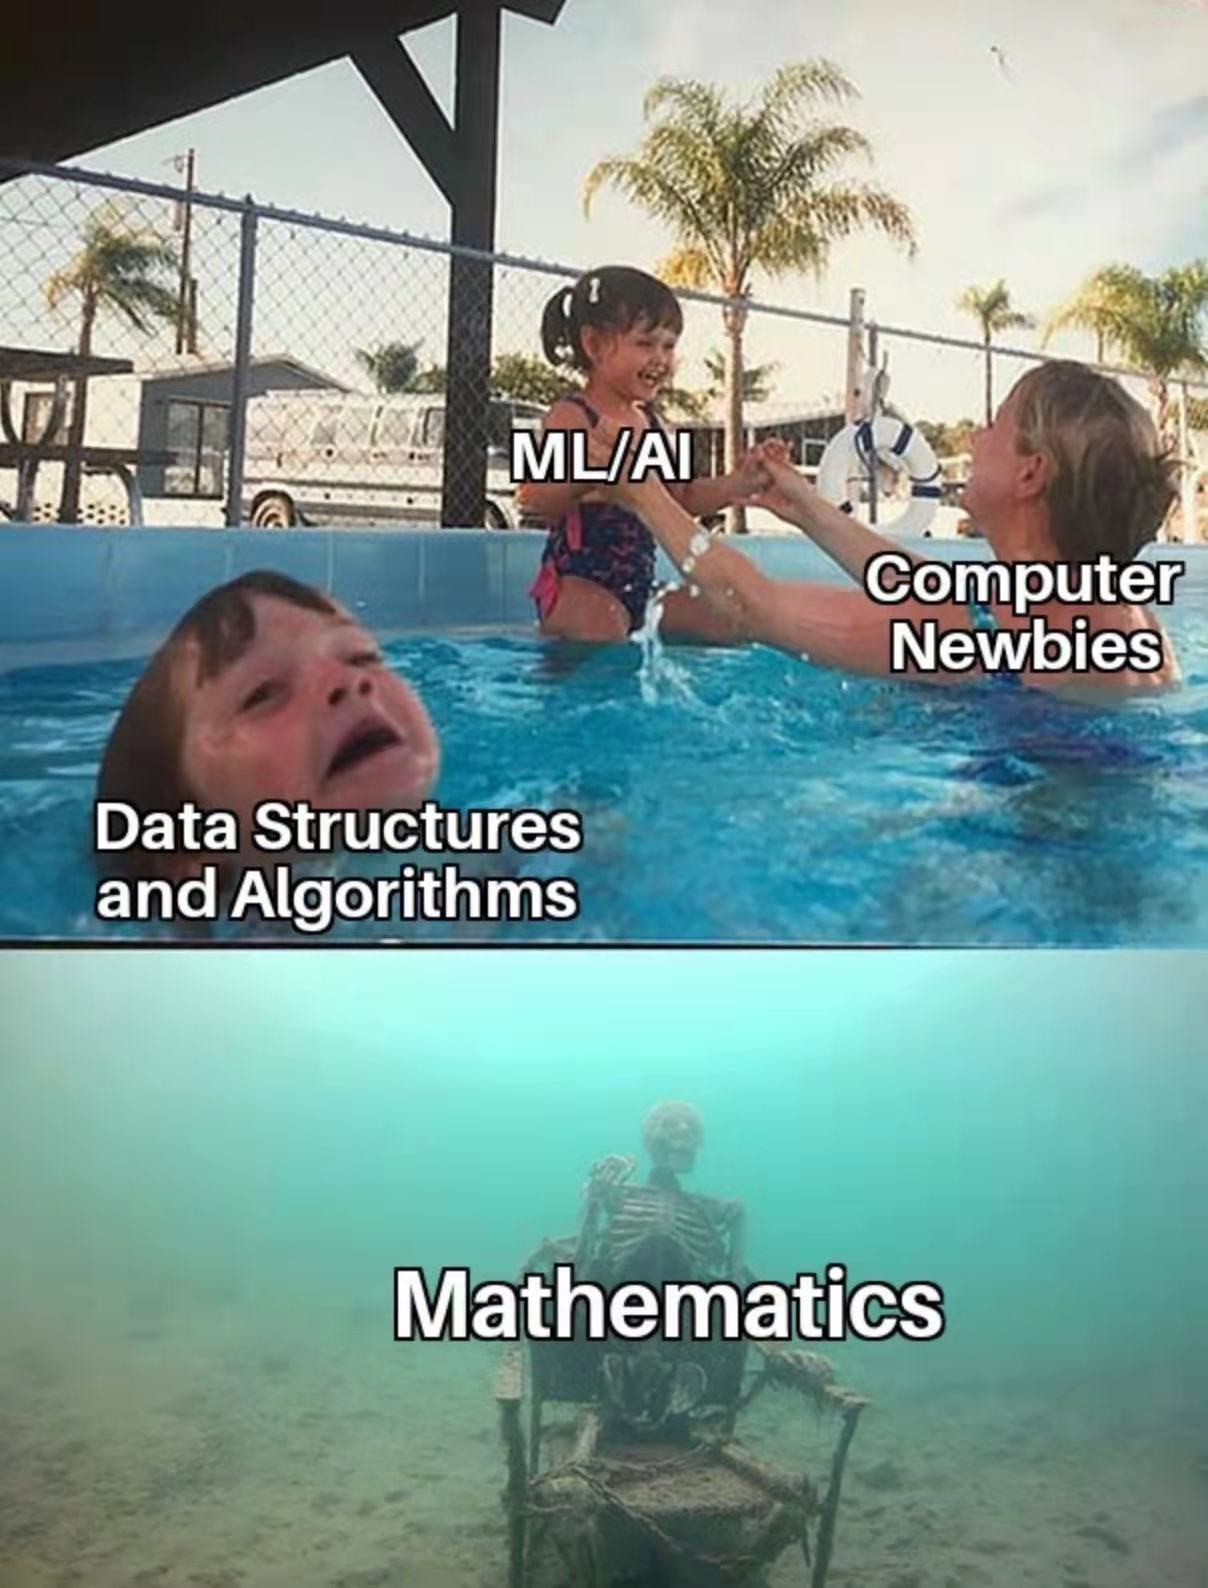 ML/AI
Computer
Newbies
Data Structures
and Algorithms
Mathematics